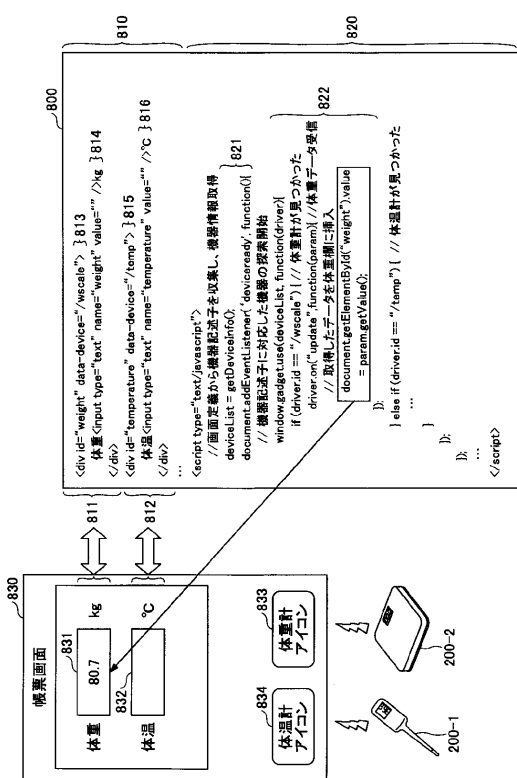 830
帳票画面
831
体重
80.7
kg
832
体温
℃
834
体温計
アイコン
833
体重計
アイコン
200-1
200-2
811
812
800
810
<div id="weight" data-device="/wscale"> }813
体重<input type="text" name="weight" value="" />kg }814
</div>
<div id="temperature" data-device="/temp"> }815
体温<input type="text" name="temperature" value="" />℃ }816
</div>
…
820
<script type="text/javascript">
//画面定義から機器記述子を収集し、機器情報取得
deviceList = getDeviceInfo();
821
document.addEventListener('deviceready', function(){
// 機器記述子に対応した機器の探索開始
window.gadget.use(deviceList, function(driver){
if (driver.id == "/wscale") { // 体重計が見つかった
822
driver.on("update",function(param){ //体重データ受信
// 取得したデータを体重欄に挿入
document.getElementById("weight").value
= param.getValue();
});
} else if (driver.id == "/temp") { // 体温計が見つかった
…
}
});
});
…
</script>